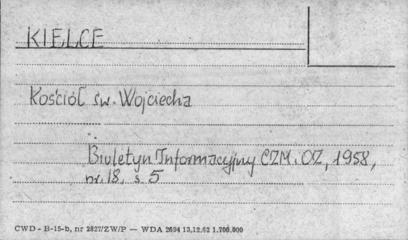 KIELCE
Kościół św. Wojciecha
Biuletyn Informacyjny CZM.OZ, 1958,
nr. 18, s. 5
CWD - B-15-b, nr 2827/ZW/P — WDA 2694 13.12.62 1.700.000